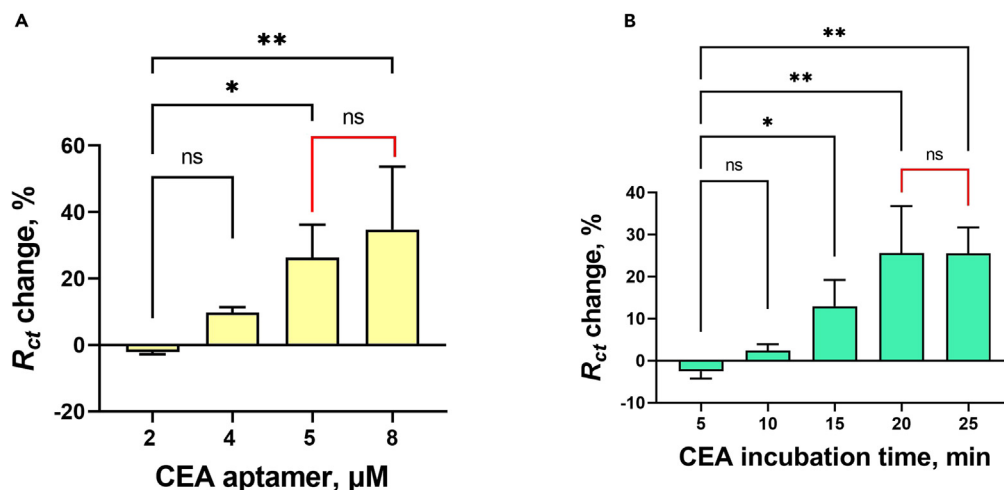 A
**
*
ns
ns
60
40
20
0
-20
Rct change, %
2 4 5 8
CEA aptamer, µM
B
**
**
*
ns
ns
40
30
20
10
0
-10
Rct change, %
5 10 15 20 25
CEA incubation time, min